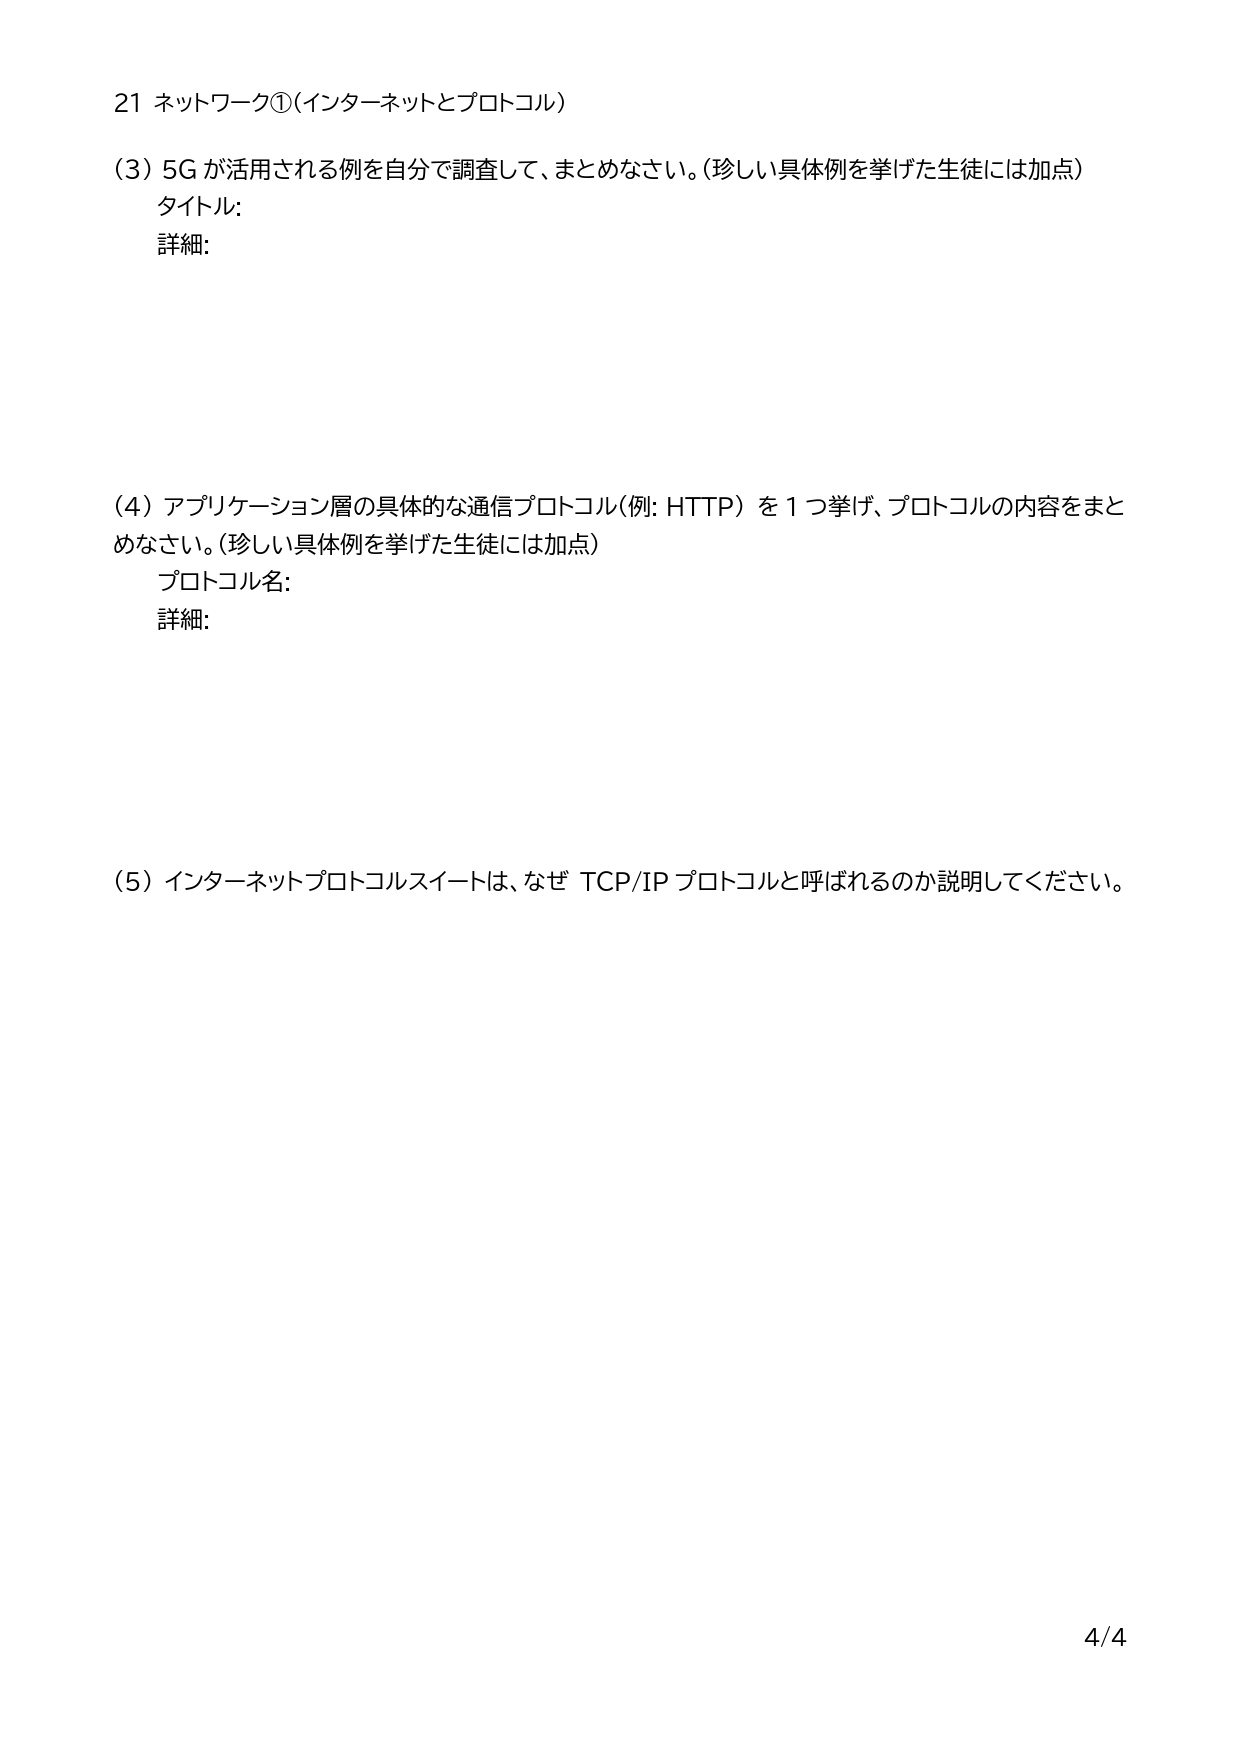 21 ネットワーク①(インターネットとプロトコル)
(3) 5G が活用される例を自分で調査して、まとめなさい。(珍しい具体例を挙げた生徒には加点)
タイトル:
詳細:
(4) アプリケーション層の具体的な通信プロトコル(例: HTTP) を 1 つ挙げ、プロトコルの内容をまと
めなさい。(珍しい具体例を挙げた生徒には加点)
プロトコル名:
詳細:
(5) インターネットプロトコルスイートは、なぜ TCP/IP プロトコルと呼ばれるのか説明してください。
4/4